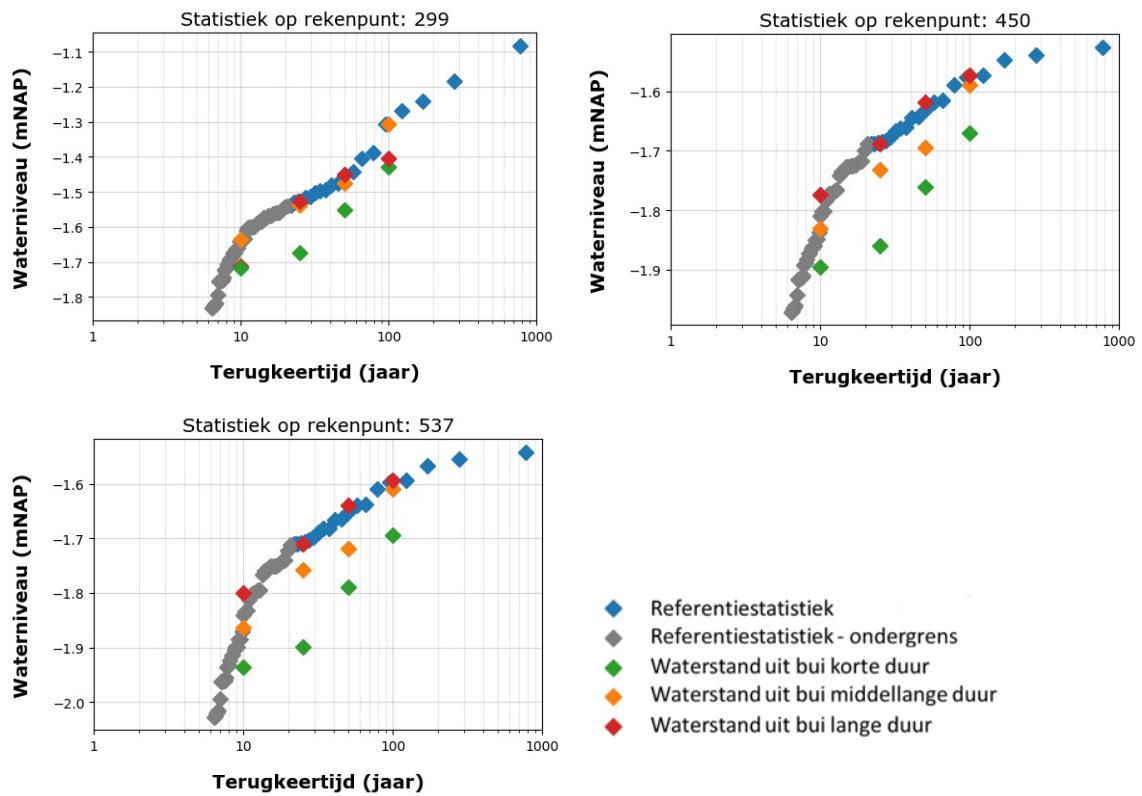 Statistiek op rekenpunt: 299
Waterniveau (mNAP)
−1.1
−1.2
−1.3
−1.4
−1.5
−1.6
−1.7
−1.8
1 10 100 1000
Terugkeertijd (jaar)
Statistiek op rekenpunt: 450
Waterniveau (mNAP)
−1.6
−1.7
−1.8
−1.9
1 10 100 1000
Terugkeertijd (jaar)
Statistiek op rekenpunt: 537
Waterniveau (mNAP)
−1.6
−1.7
−1.8
−1.9
−2.0
1 10 100 1000
Terugkeertijd (jaar)
Referentiestatistiek
Referentiestatistiek - ondergrens
Waterstand uit bui korte duur
Waterstand uit bui middellange duur
Waterstand uit bui lange duur